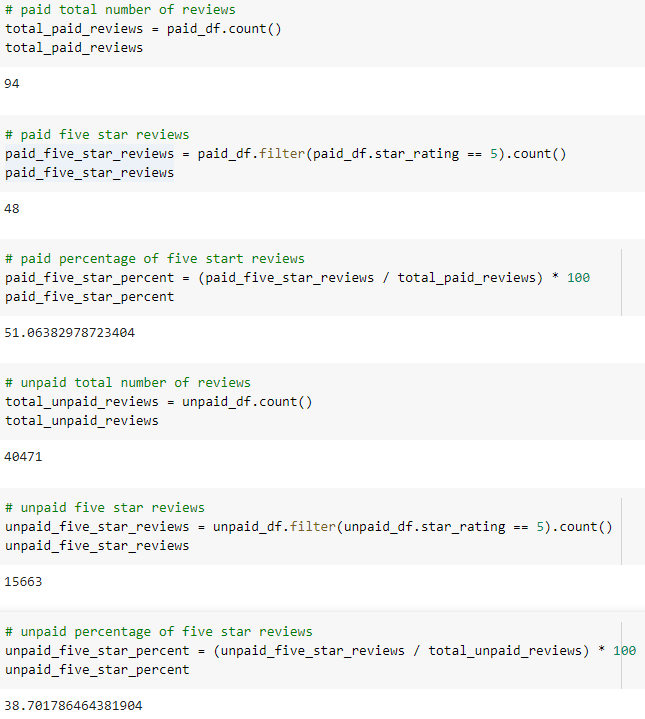 # paid total number of reviews
total_paid_reviews = paid_df.count()
total_paid_reviews
94
# paid five star reviews
paid_five_star_reviews = paid_df.filter(paid_df.star_rating == 5).count()
paid_five_star_reviews
48
# paid percentage of five start reviews
paid_five_star_percent = (paid_five_star_reviews / total_paid_reviews) * 100
paid_five_star_percent
51.06382978723404
# unpaid total number of reviews
total_unpaid_reviews = unpaid_df.count()
total_unpaid_reviews
40471
# unpaid five star reviews
unpaid_five_star_reviews = unpaid_df.filter(unpaid_df.star_rating == 5).count()
unpaid_five_star_reviews
15663
# unpaid percentage of five star reviews
unpaid_five_star_percent = (unpaid_five_star_reviews / total_unpaid_reviews) * 100
unpaid_five_star_percent
38.701786464381904